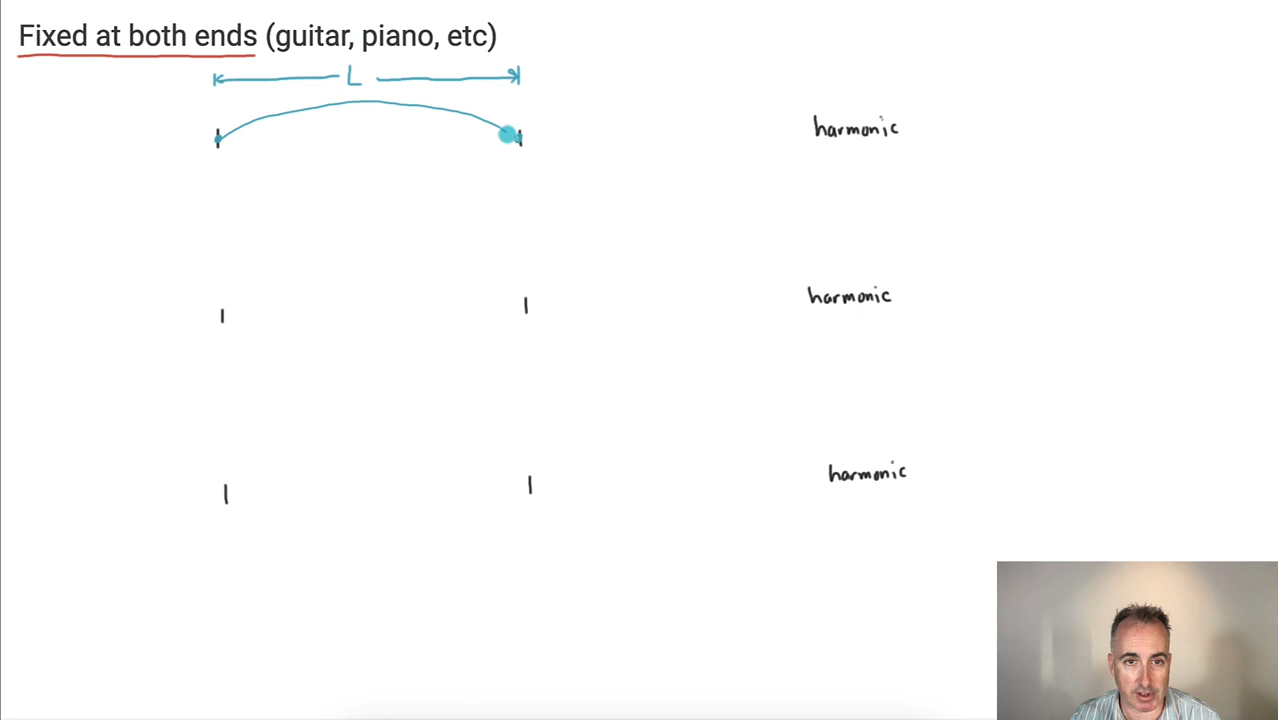 Fixed at both ends (guitar, piano, etc)
L
harmonic
harmonic
harmonic